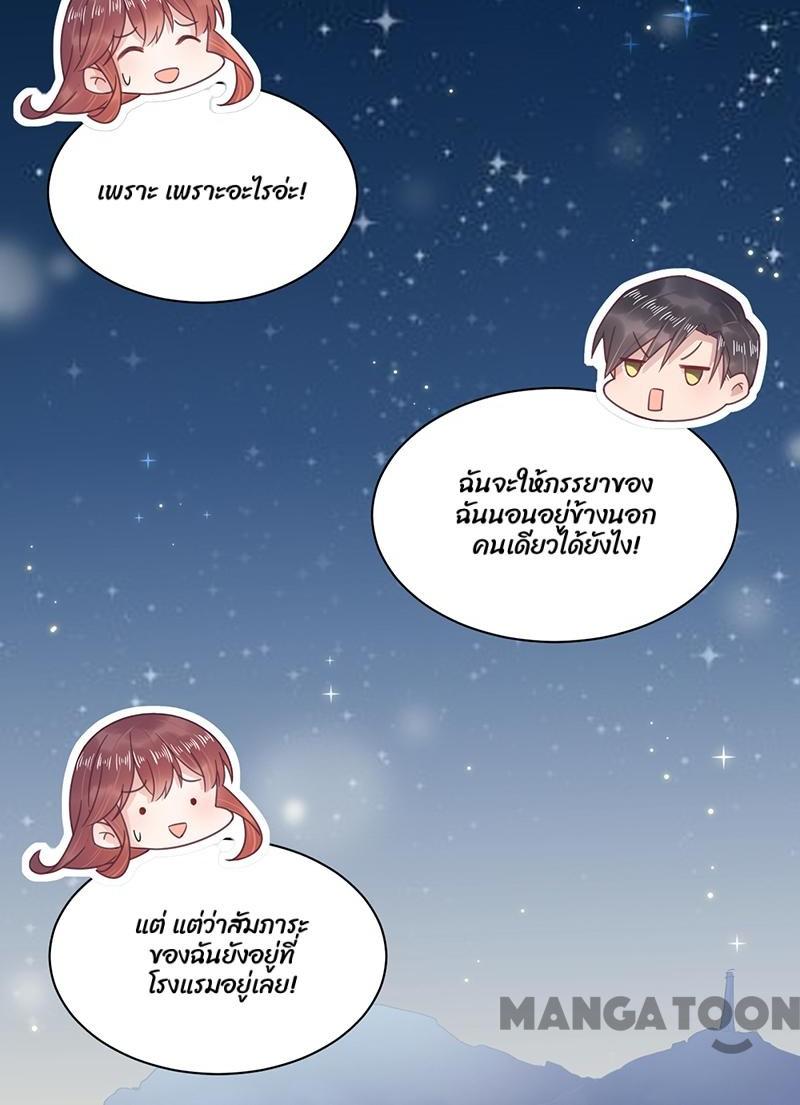 เพราะ เพราะอะไรอ่ะ!
ฉันจะให้ภรรยาของ
ฉันนอนอยู่ข้างนอก
คนเดียวได้ยังไง!
แต่ แต่ว่าสัมภาระ
ของฉันยังอยู่ที่
โรงแรมอยู่เลย!
MANGATOON